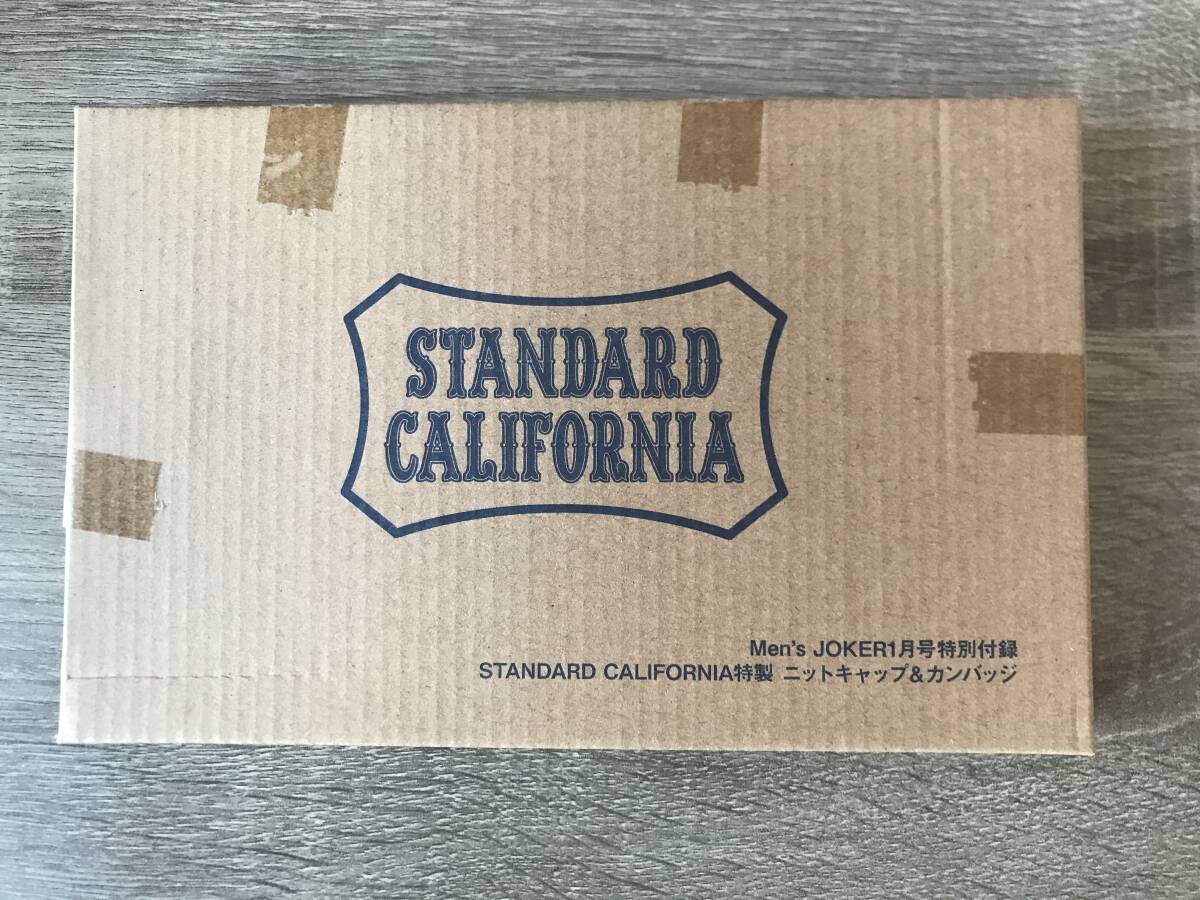 STANDARD
CALIFORNIA
Men's JOKER1月号特別付録
STANDARD CALIFORNIA特製 ニットキャップ&カンバッジ